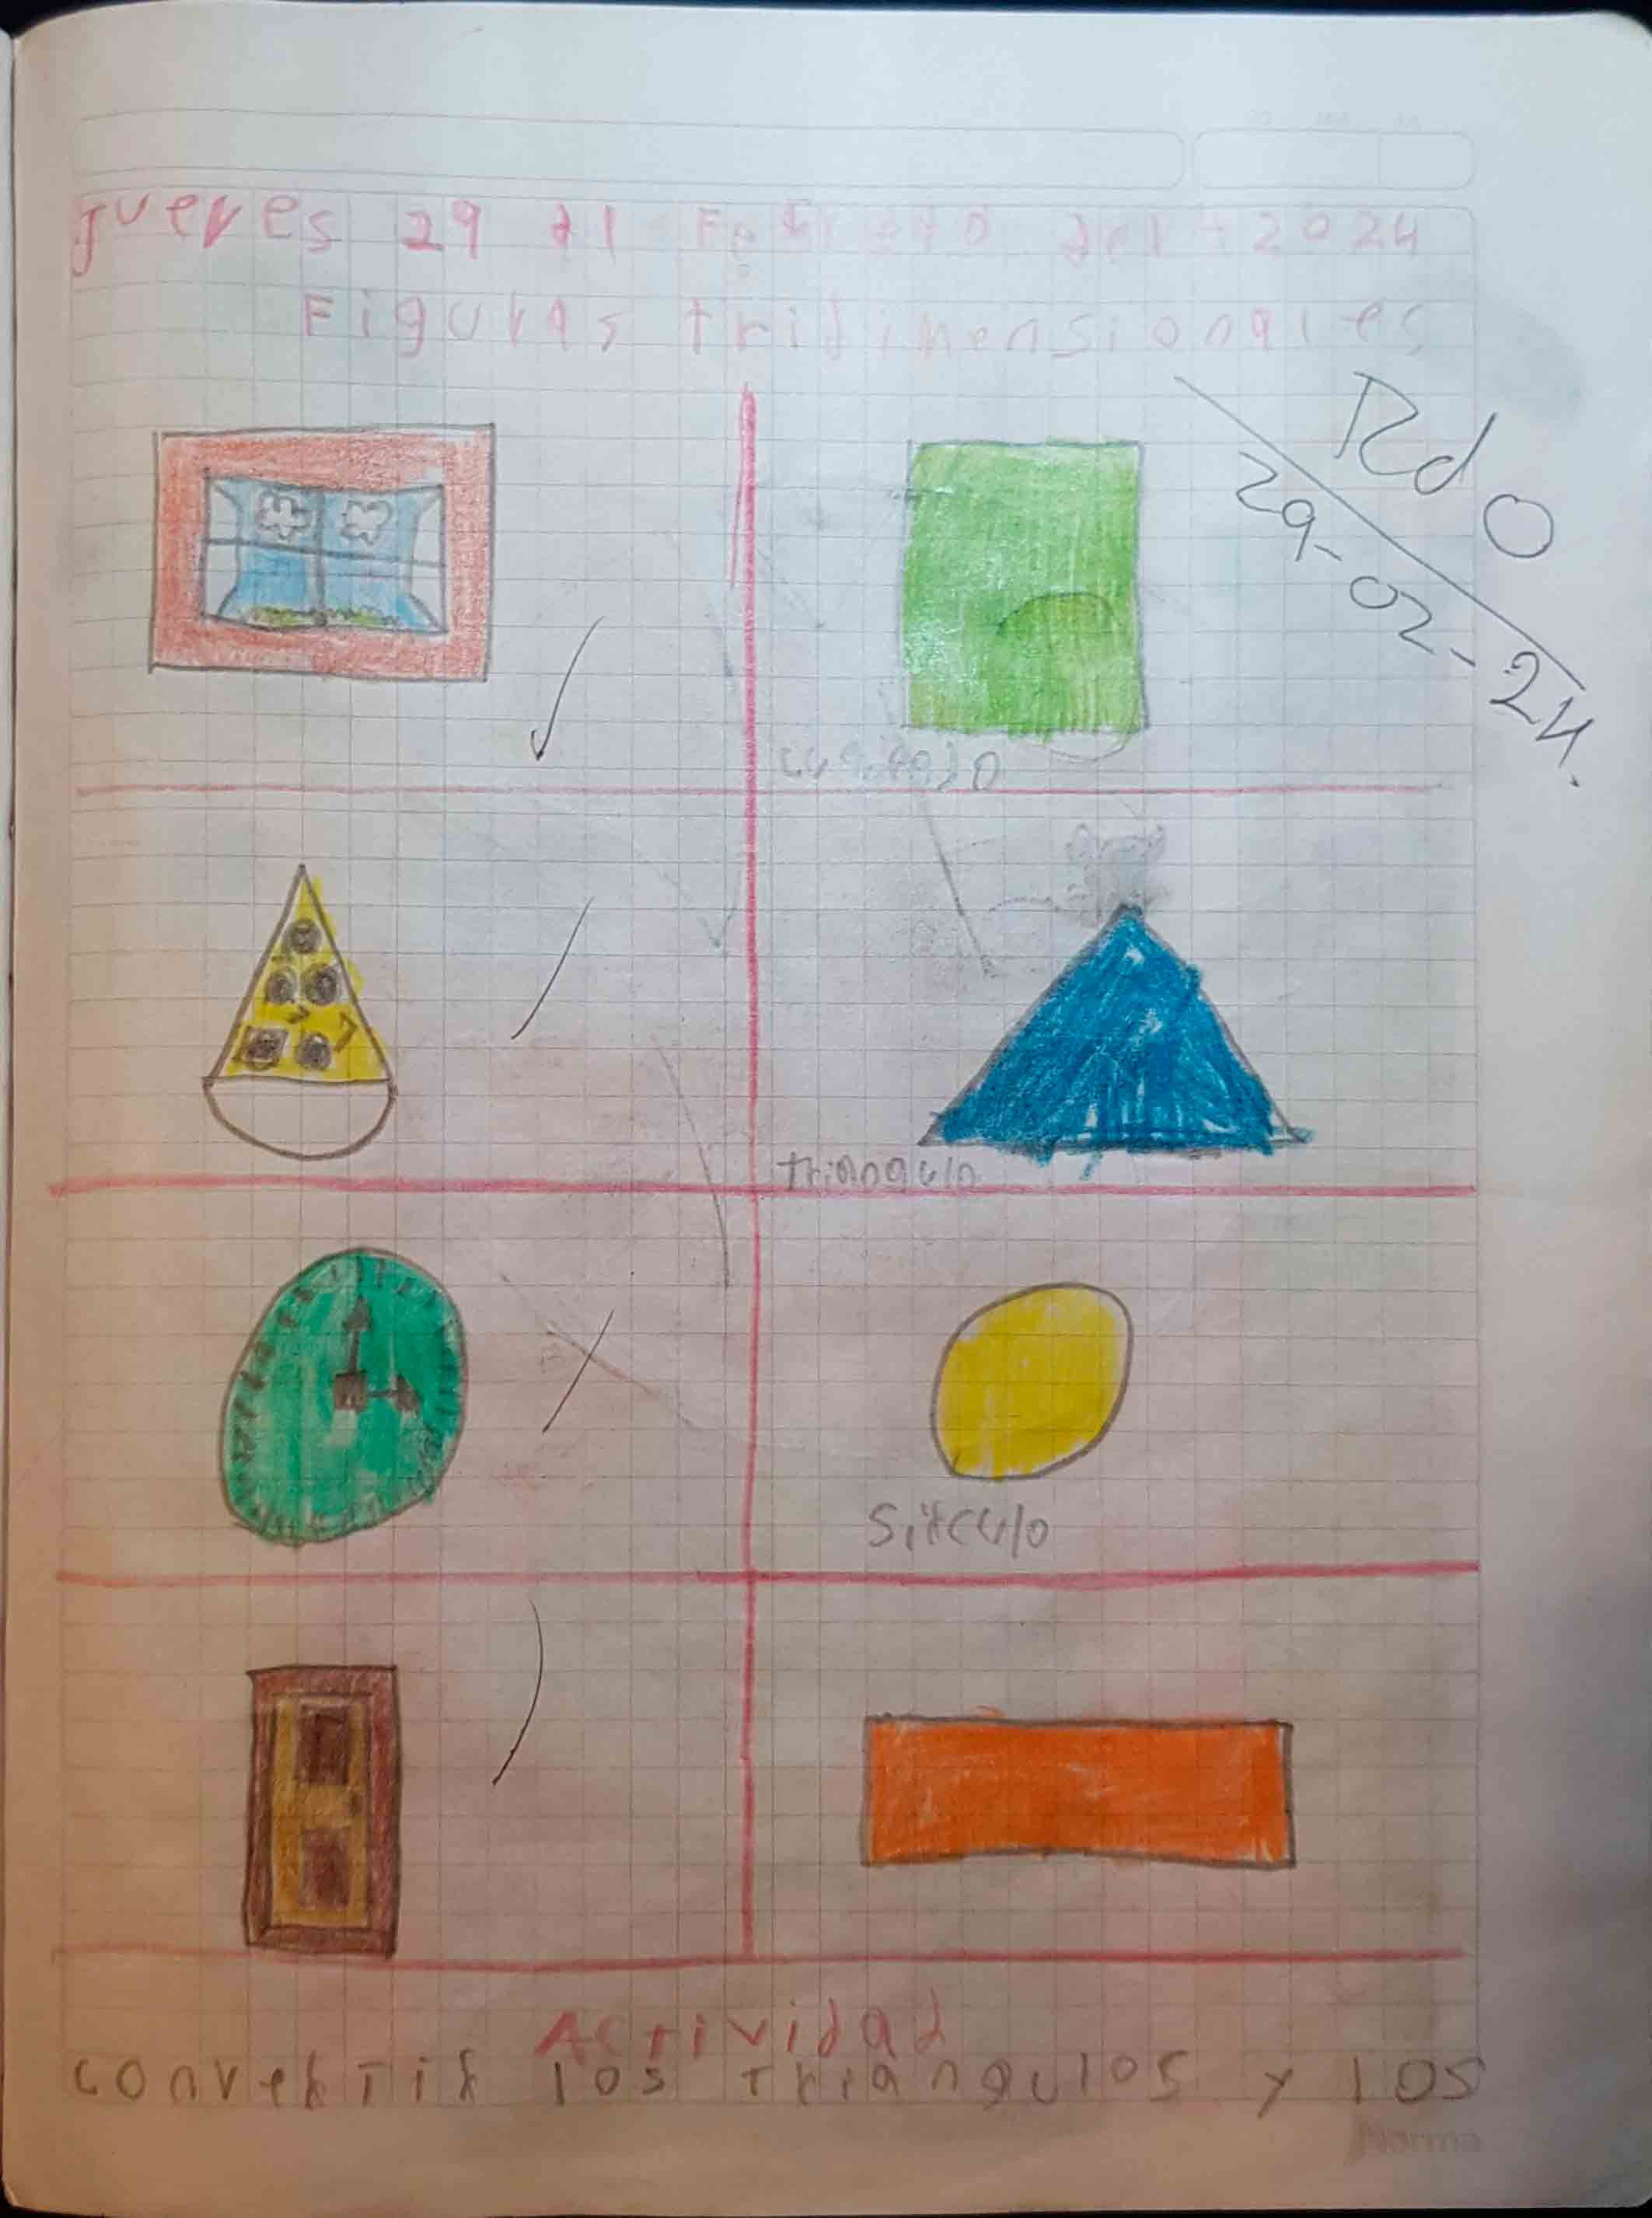 jueves 29 d1 Febrero del 2024
Figuras tridimensionales
Rdo
29-02-24.
cuadrado
triangulo
Sirculo
Actividad
convertir los triangulos y los
Norma